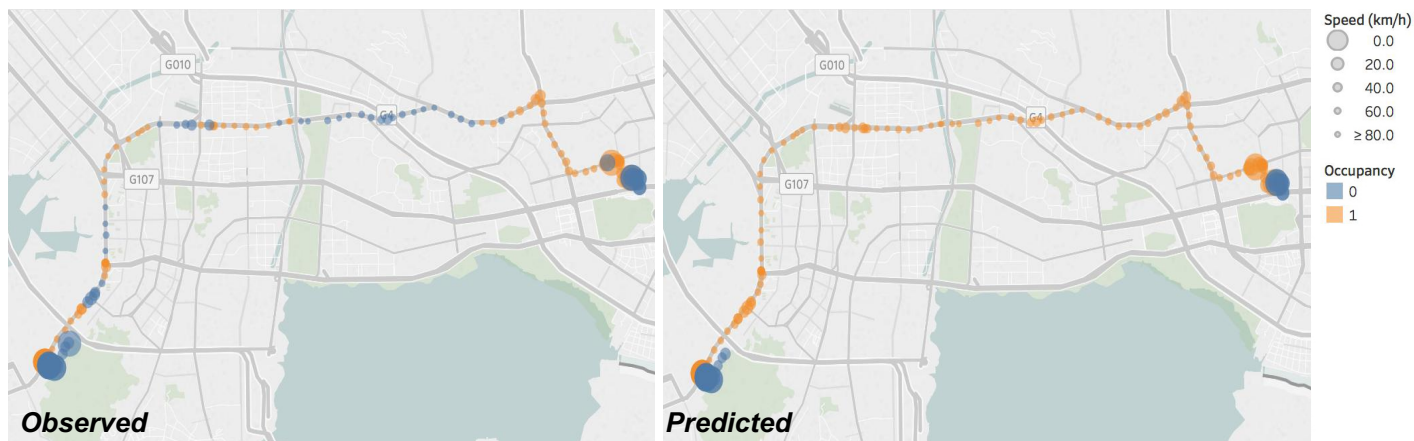 G010
G4
G107
Observed
G010
G4
G107
Predicted
Speed (km/h)
0.0
20.0
40.0
60.0
≥ 80.0
Occupancy
0
1